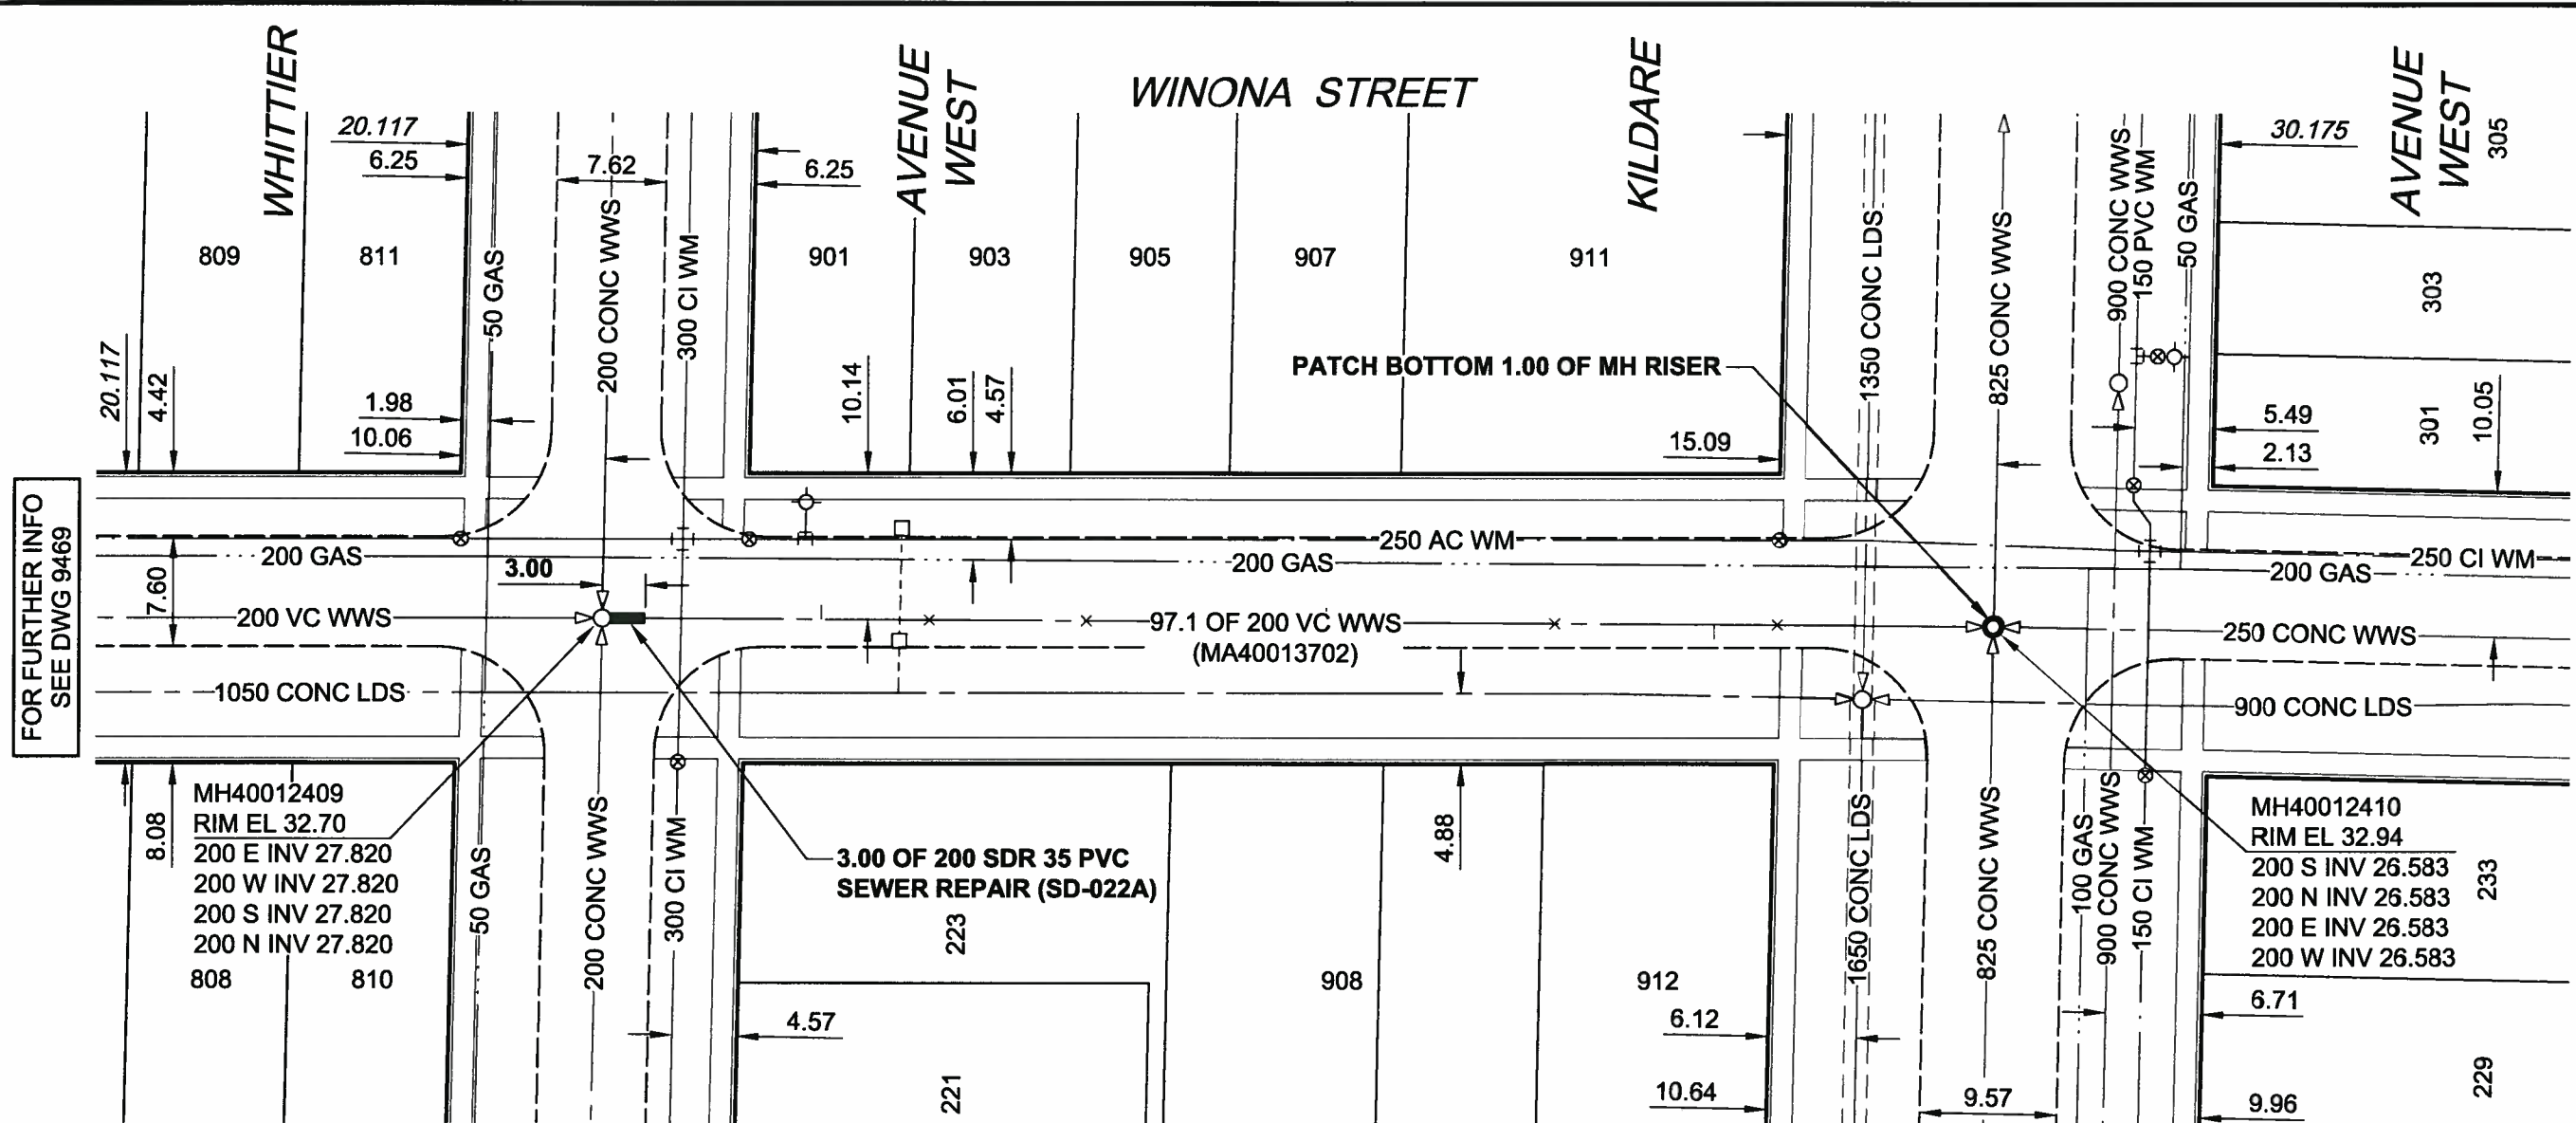 WHITTIER
AVENUE
WEST
WINONA STREET
KILDARE
AVENUE
WEST
305
20.117
6.25
7.62
6.25
30.175
809
811
901
903
905
907
911
303
50 GAS
200 CONC WWS
300 CI WM
1350 CONC LDS
825 CONC WWS
900 CONC WWS
150 PVC WM
50 GAS
20.117
4.42
1.98
10.06
10.14
6.01
4.57
PATCH BOTTOM 1.00 OF MH RISER
15.09
5.49
2.13
301
10.05
FOR FURTHER INFO
SEE DWG 9469
200 GAS
3.00
250 AC WM
200 GAS
250 CI WM
200 GAS
7.60
200 VC WWS
97.1 OF 200 VC WWS
(MA40013702)
250 CONC WWS
1050 CONC LDS
900 CONC LDS
8.08
MH40012409
RIM EL 32.70
200 E INV 27.820
200 W INV 27.820
200 S INV 27.820
200 N INV 27.820
808
810
50 GAS
200 CONC WWS
300 CI WM
3.00 OF 200 SDR 35 PVC
SEWER REPAIR (SD-022A)
223
221
4.57
908
4.88
912
6.12
10.64
1650 CONC LDS
825 CONC WWS
9.57
100 GAS
900 CONC WWS
150 CI WM
MH40012410
RIM EL 32.94
200 S INV 26.583
200 N INV 26.583
200 E INV 26.583
200 W INV 26.583
233
6.71
229
9.96